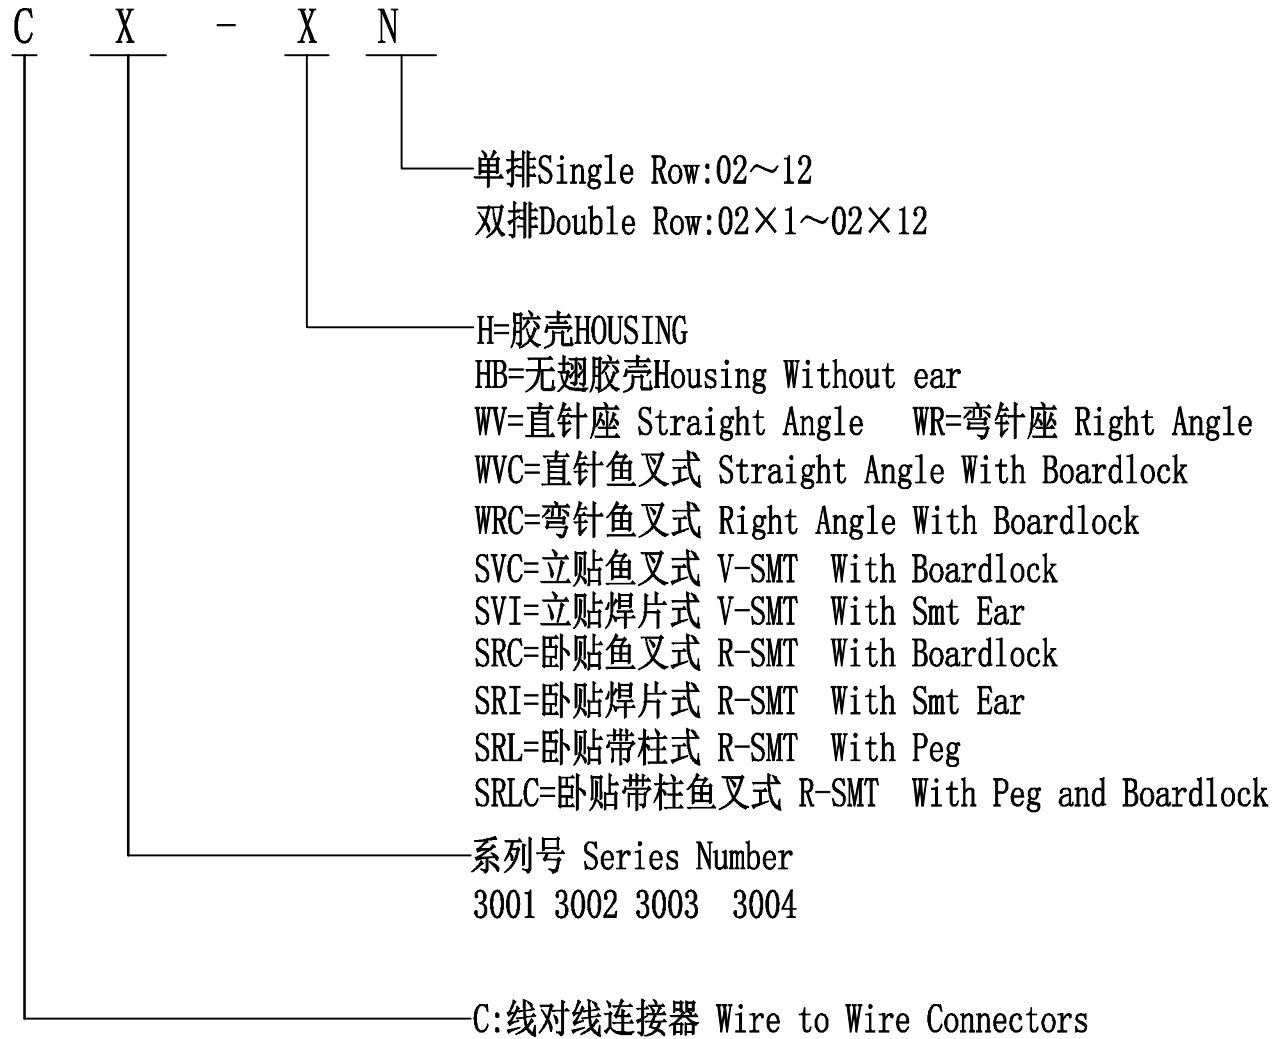 C X - X N
单排Single Row:02～12
双排Double Row:02×1～02×12
H=胶壳HOUSING
HB=无翅胶壳Housing Without ear
WV=直针座 Straight Angle WR=弯针座 Right Angle
WVC=直针鱼叉式 Straight Angle With Boardlock
WRC=弯针鱼叉式 Right Angle With Boardlock
SVC=立贴鱼叉式 V-SMT With Boardlock
SVI=立贴焊片式 V-SMT With Smt Ear
SRC=卧贴鱼叉式 R-SMT With Boardlock
SRI=卧贴焊片式 R-SMT With Smt Ear
SRL=卧贴带柱式 R-SMT With Peg
SRLC=卧贴带柱鱼叉式 R-SMT With Peg and Boardlock
系列号 Series Number
3001 3002 3003 3004
C:线对线连接器 Wire to Wire Connectors